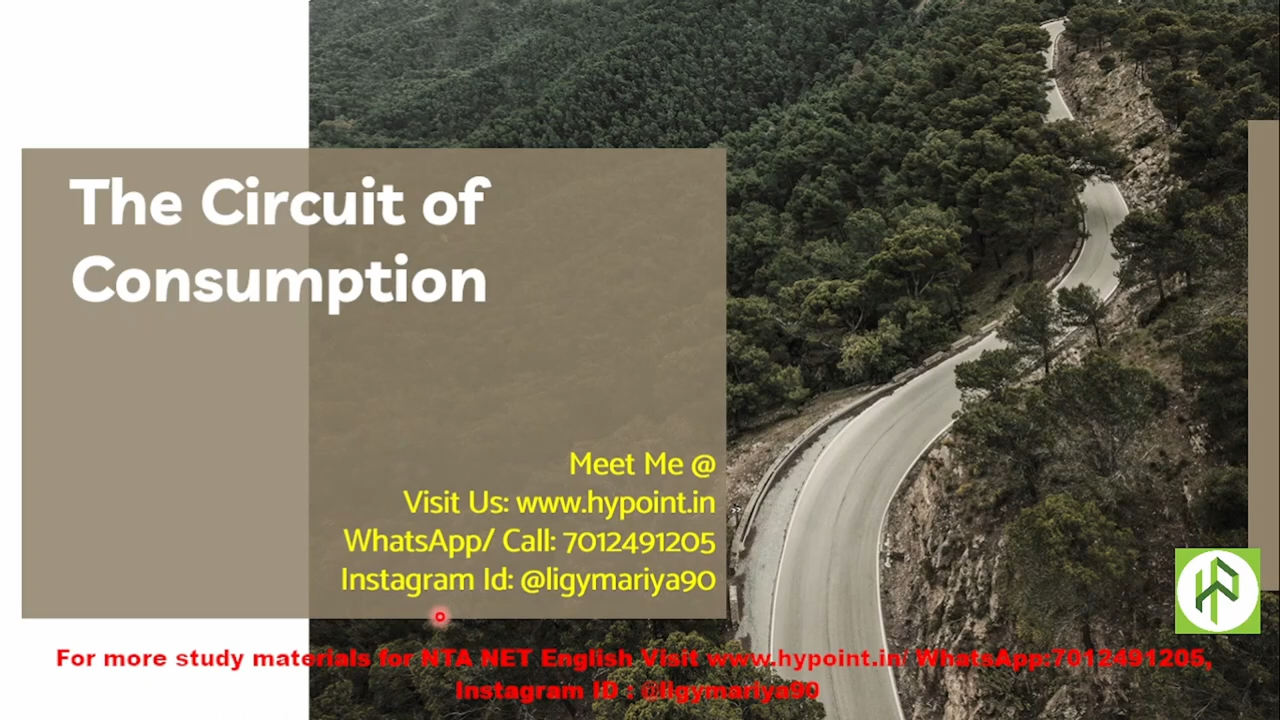 The Circuit of
Consumption
Meet Me @
Visit Us: www.hypoint.in
WhatsApp/ Call: 7012491205
Instagram Id: @ligymariya90
For more study materials for NTA NET English Visit www.hypoint.in/ WhatsApp:7012491205,
Instagram ID : @ligymariya90